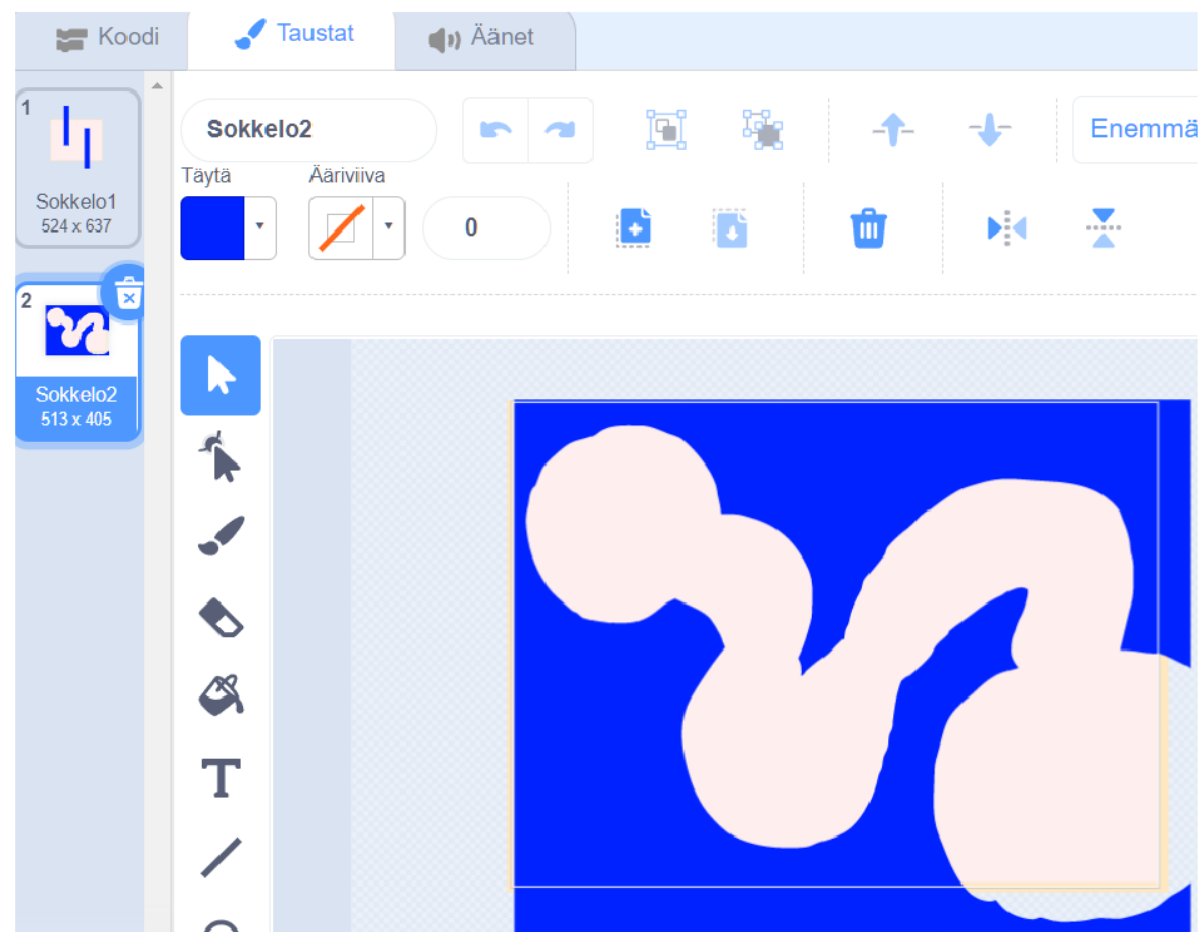 Koodi
Taustat
Äänet
1
Sokkelo1
524 x 637
2
Sokkelo2
513 x 405
Sokkelo2
Enemmä
Täytä
Ääriviiva
0
T